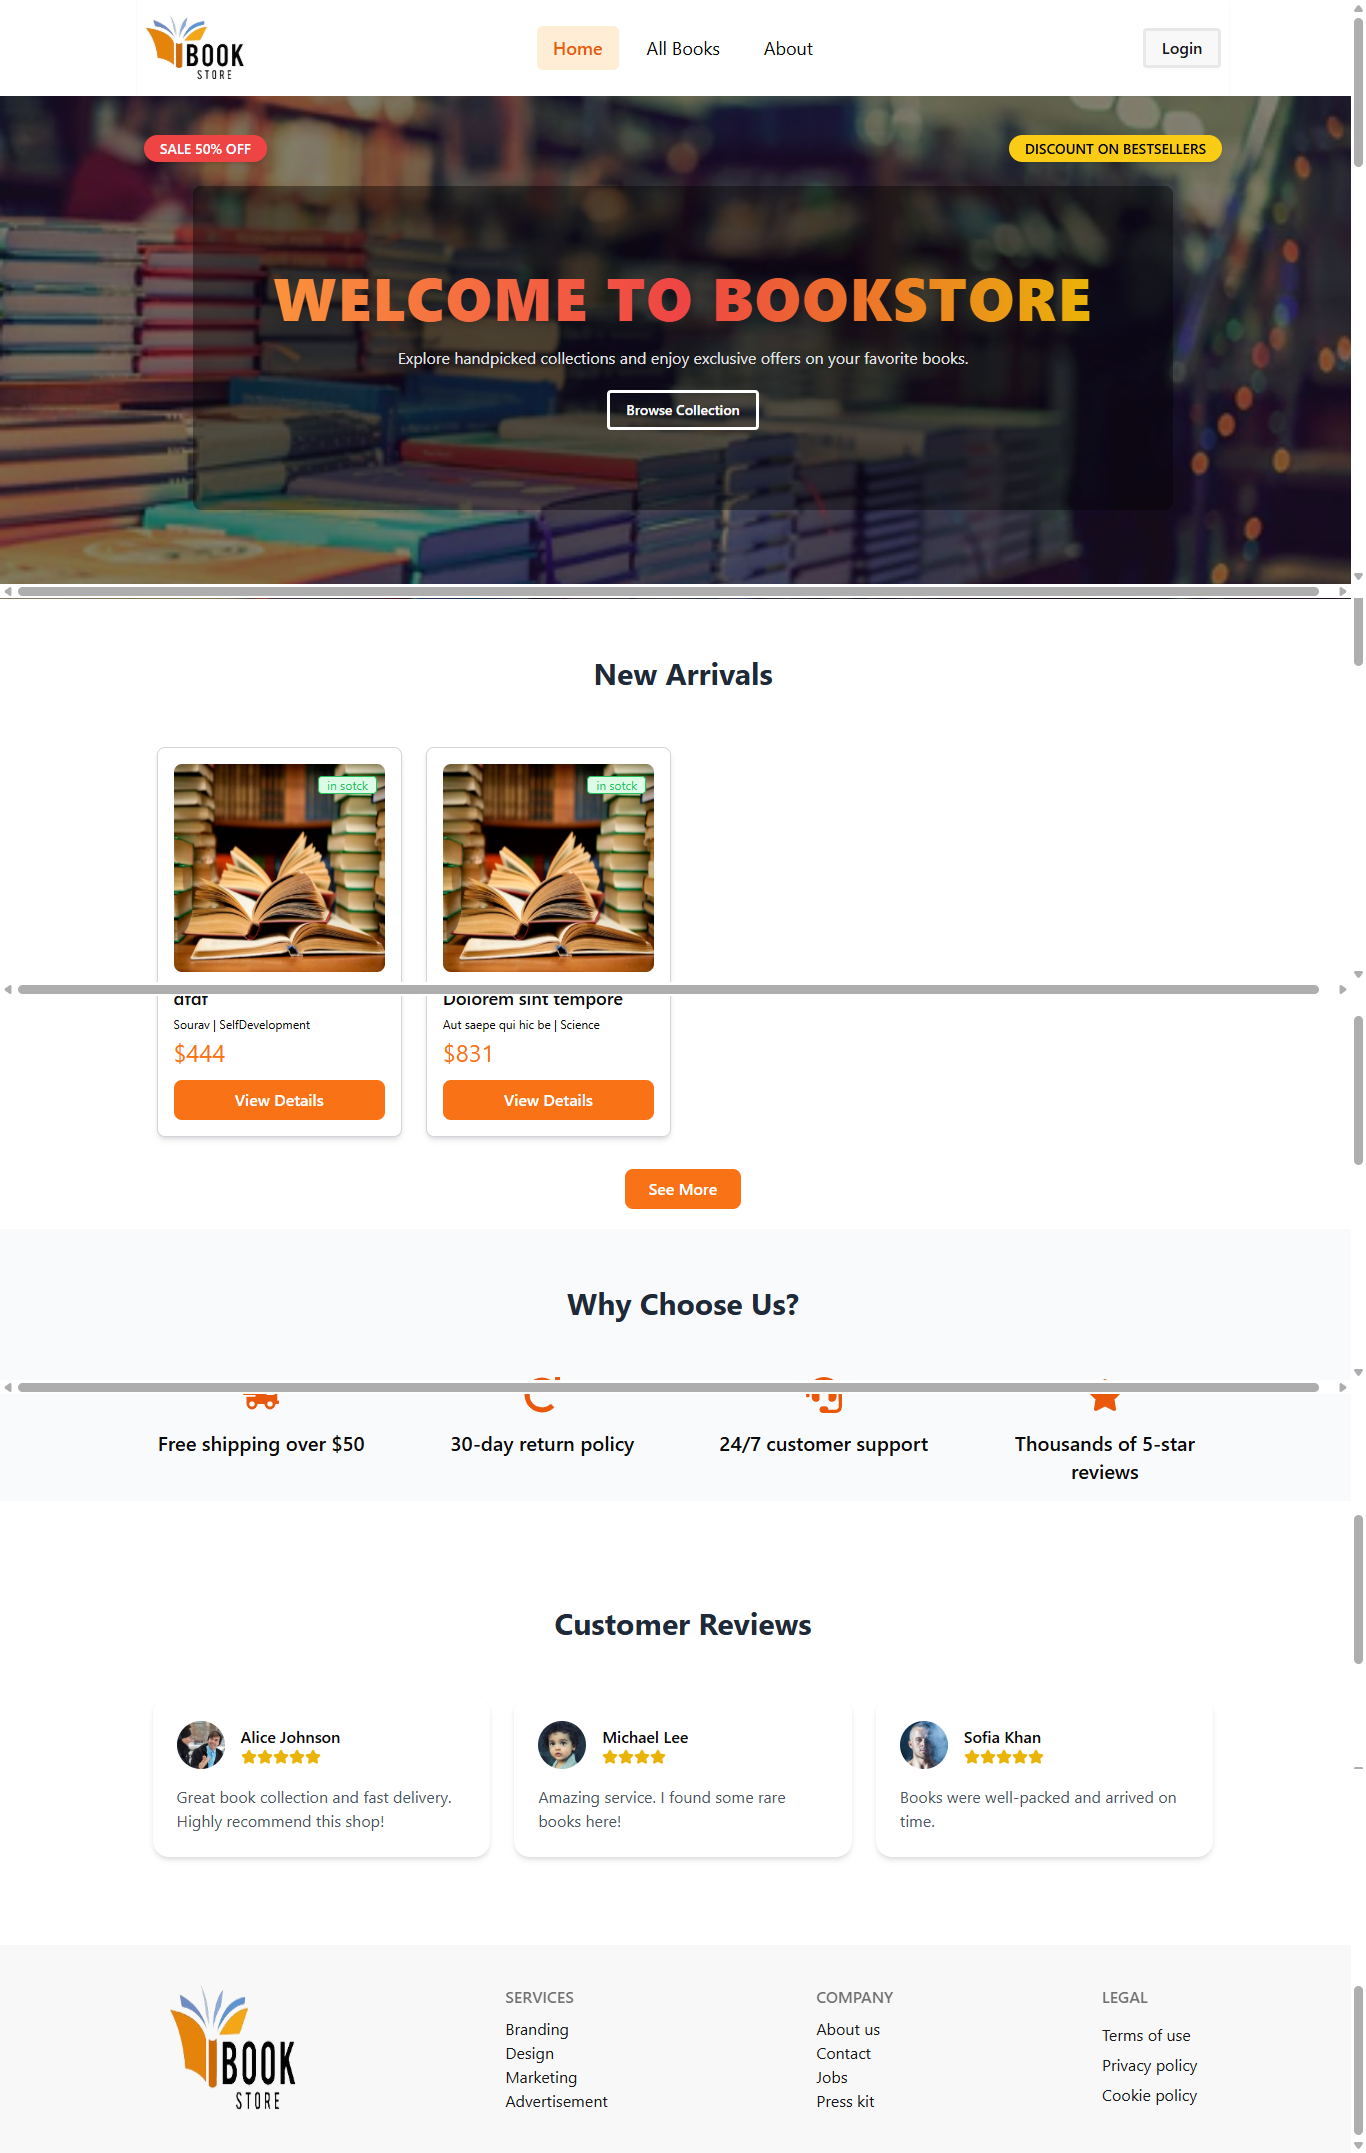 BOOK
STORE
Home
All Books
About
Login
SALE 50% OFF
DISCOUNT ON BESTSELLERS
WELCOME TO BOOKSTORE
Explore handpicked collections and enjoy exclusive offers on your favorite books.
Browse Collection
New Arrivals
in sotck
in sotck
dfdf
Dolorem sint tempore
Sourav | SelfDevelopment
Aut saepe qui hic be | Science
$444
$831
View Details
View Details
See More
Why Choose Us?
Free shipping over $50
30-day return policy
24/7 customer support
Thousands of 5-star
reviews
Customer Reviews
Alice Johnson
Great book collection and fast delivery.
Highly recommend this shop!
Michael Lee
Amazing service. I found some rare
books here!
Sofia Khan
Books were well-packed and arrived on
time.
BOOK
STORE
SERVICES
Branding
Design
Marketing
Advertisement
COMPANY
About us
Contact
Jobs
Press kit
LEGAL
Terms of use
Privacy policy
Cookie policy